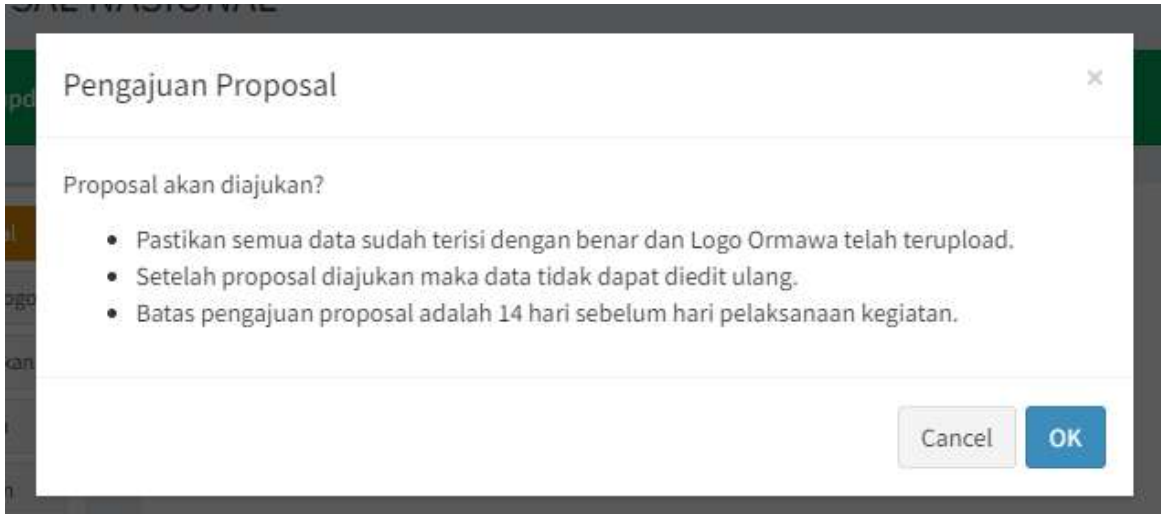 Pengajuan Proposal
×
Proposal akan diajukan?
• Pastikan semua data sudah terisi dengan benar dan Logo Ormawa telah terupload.
• Setelah proposal diajukan maka data tidak dapat diedit ulang.
• Batas pengajuan proposal adalah 14 hari sebelum hari pelaksanaan kegiatan.
Cancel OK